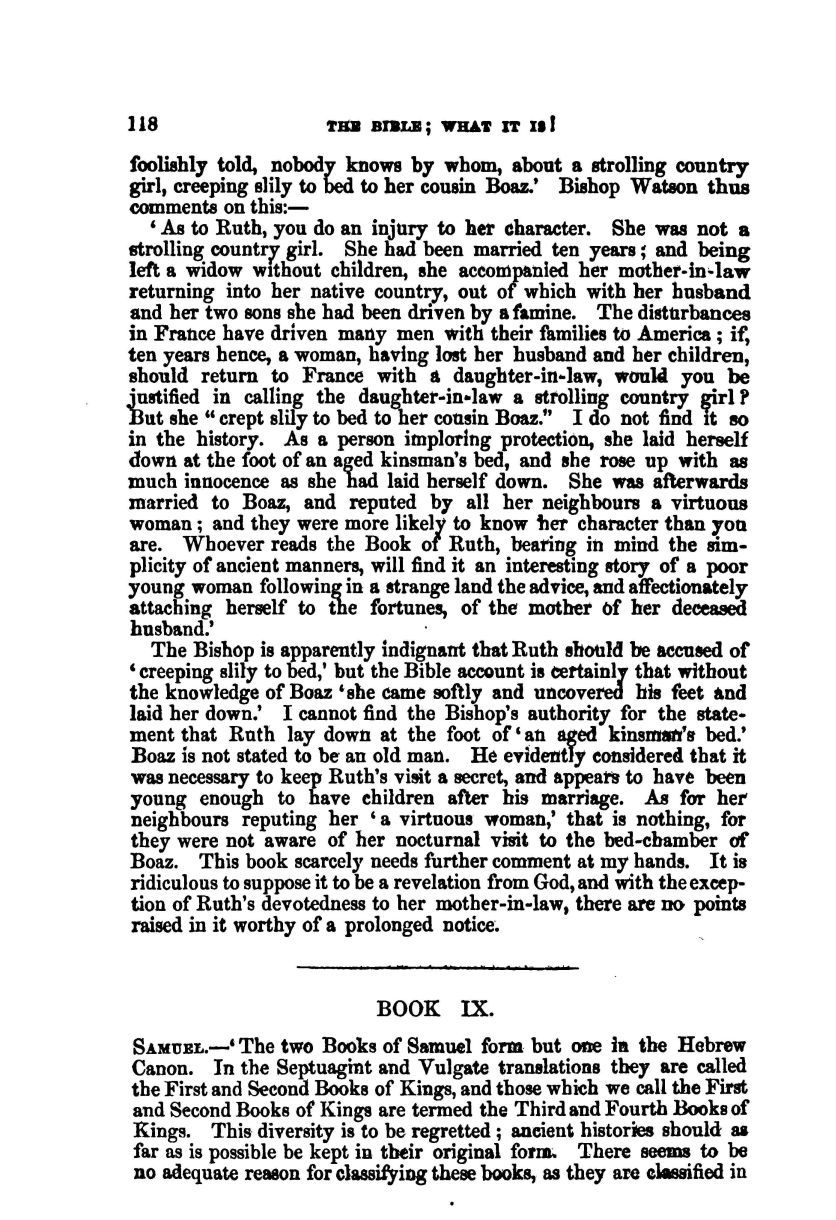 118 THE BIBLE; WHAT IT IS!
foolishly told, nobody knows by whom, about a strolling country
girl, creeping slily to bed to her cousin Boaz.' Bishop Watson thus
comments on this:—
‘As to Ruth, you do an injury to her character. She was not a
strolling country girl. She had been married ten years; and being
left a widow without children, she accompanied her mother-in-law
returning into her native country, out of which with her husband
and her two sons she had been driven by a famine. The disturbances
in France have driven many men with their families to America; if,
ten years hence, a woman, having lost her husband and her children,
should return to France with a daughter-in-law, would you be
justified in calling the daughter-in-law a strolling country girl?
But she “crept slily to bed to her cousin Boaz.” I do not find it so
in the history. As a person imploring protection, she laid herself
down at the foot of an aged kinsman's bed, and she rose up with as
much innocence as she had laid herself down. She was afterwards
married to Boaz, and reputed by all her neighbours a virtuous
woman; and they were more likely to know her character than you
are. Whoever reads the Book of Ruth, bearing in mind the sim-
plicity of ancient manners, will find it an interesting story of a poor
young woman following in a strange land the advice, and affectionately
attaching herself to the fortunes, of the mother of her deceased
husband.'
The Bishop is apparently indignant that Ruth should be accused of
‘creeping slily to bed,' but the Bible account is certainly that without
the knowledge of Boaz ‘she came softly and uncovered his feet and
laid her down.' I cannot find the Bishop's authority for the state-
ment that Ruth lay down at the foot of ‘an aged kinsman's bed.'
Boaz is not stated to be an old man. He evidently considered that it
was necessary to keep Ruth's visit a secret, and appears to have been
young enough to have children after his marriage. As for her
neighbours reputing her ‘a virtuous woman,' that is nothing, for
they were not aware of her nocturnal visit to the bed-chamber of
Boaz. This book scarcely needs further comment at my hands. It is
ridiculous to suppose it to be a revelation from God, and with the excep-
tion of Ruth's devotedness to her mother-in-law, there are no points
raised in it worthy of a prolonged notice.
BOOK IX.
SAMUEL.—‘The two Books of Samuel form but one in the Hebrew
Canon. In the Septuagint and Vulgate translations they are called
the First and Second Books of Kings, and those which we call the First
and Second Books of Kings are termed the Third and Fourth Books of
Kings. This diversity is to be regretted; ancient histories should as
far as is possible be kept in their original form. There seems to be
no adequate reason for classifying these books, as they are classified in